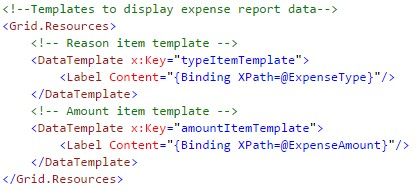 <!--Templates to display expense report data-->
<Grid.Resources>
    <!-- Reason item template -->
    <DataTemplate x:Key="typeItemTemplate">
        <Label Content="{Binding XPath=@ExpenseType}"/>
    </DataTemplate>
    <!-- Amount item template -->
    <DataTemplate x:Key="amountItemTemplate">
        <Label Content="{Binding XPath=@ExpenseAmount}"/>
    </DataTemplate>
</Grid.Resources>